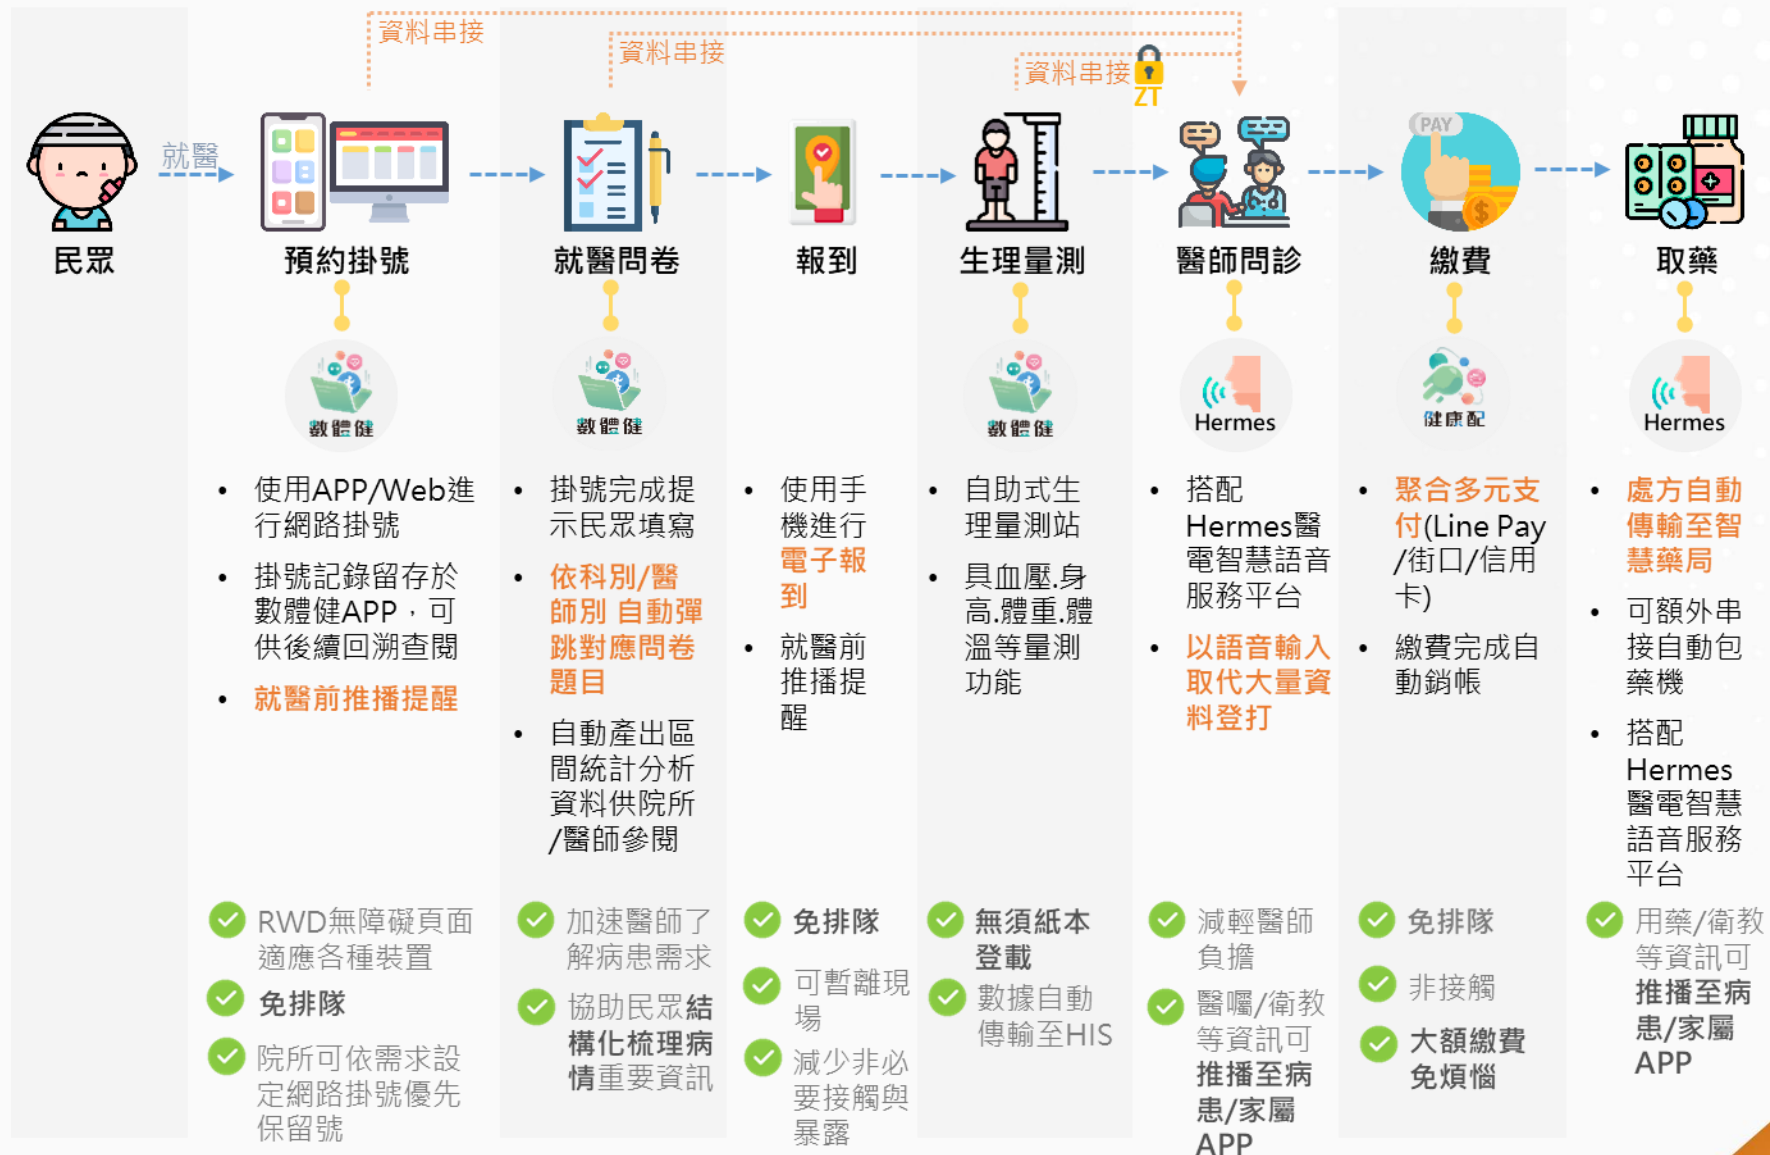 資料串接
資料串接
資料串接
ZT
就醫
PAY
民眾
預約掛號
就醫問卷
報到
生理量測
醫師問診
繳費
取藥
數體健
數體健
數體健
Hermes
健康配
Hermes
• 使用APP/Web進
行網路掛號
• 掛號記錄留存於
數體健APP，可
供後續回溯查閱
• 就醫前推播提醒
RWD無障礙頁面
適應各種裝置
免排隊
院所可依需求設
定網路掛號優先
保留號
• 掛號完成提
示民眾填寫
• 依科別/醫
師別 自動彈
跳對應問卷
題目
• 自動產出區
間統計分析
資料供院所
/醫師參閱
加速醫師了
解病患需求
協助民眾結
構化梳理病
情重要資訊
• 使用手
機進行
電子報
到
• 就醫前
推播提
醒
免排隊
可暫離現
場
減少非必
要接觸與
暴露
• 自助式生
理量測站
• 具血壓.身
高.體重.體
溫等量測
功能
無須紙本
登載
數據自動
傳輸至HIS
• 搭配
Hermes醫
電智慧語音
服務平台
• 以語音輸入
取代大量資
料登打
減輕醫師
負擔
醫囑/衛教
等資訊可
推播至病
患/家屬
APP
• 聚合多元支
付(Line Pay
/街口/信用
卡)
• 繳費完成自
動銷帳
免排隊
非接觸
大額繳費
免煩惱
• 處方自動
傳輸至智
慧藥局
• 可額外串
接自動包
藥機
• 搭配
Hermes
醫電智慧
語音服務
平台
用藥/衛教
等資訊可
推播至病
患/家屬
APP